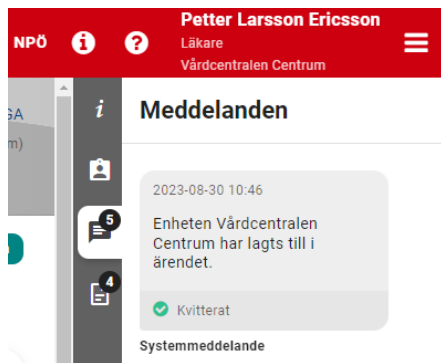 Petter Larsson Ericsson
NPÖ
Läkare
Vårdcentralen Centrum
GA
m)
Meddelanden
2023-08-30 10:46
Enheten Vårdcentralen
Centrum har lagts till i
ärendet.
5
4
Kvitterat
Systemmeddelande